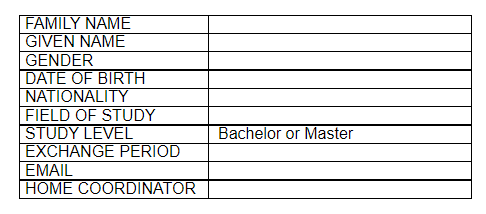 FAMILY NAME
GIVEN NAME
GENDER
DATE OF BIRTH
NATIONALITY
FIELD OF STUDY
STUDY LEVEL Bachelor or Master
EXCHANGE PERIOD
EMAIL
HOME COORDINATOR